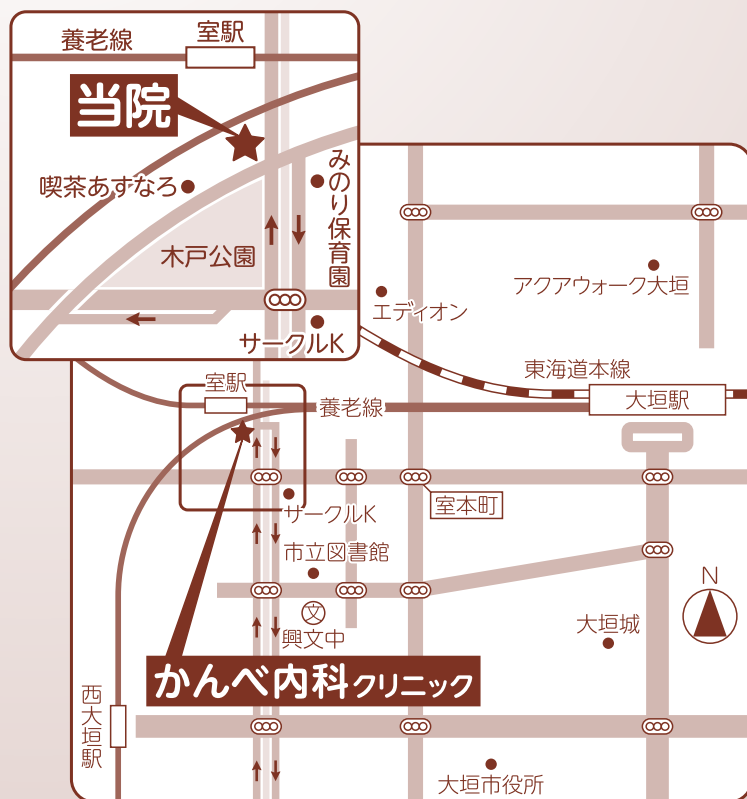 養老線
室駅
当院
喫茶あすなろ
みのり保育園
木戸公園
サークルK
エディオン
アクアウォーク大垣
東海道本線
大垣駅
室駅
養老線
室本町
サークルK
市立図書館
文
興文中
N
大垣城
かんべ内科クリニック
西大垣駅
大垣市役所